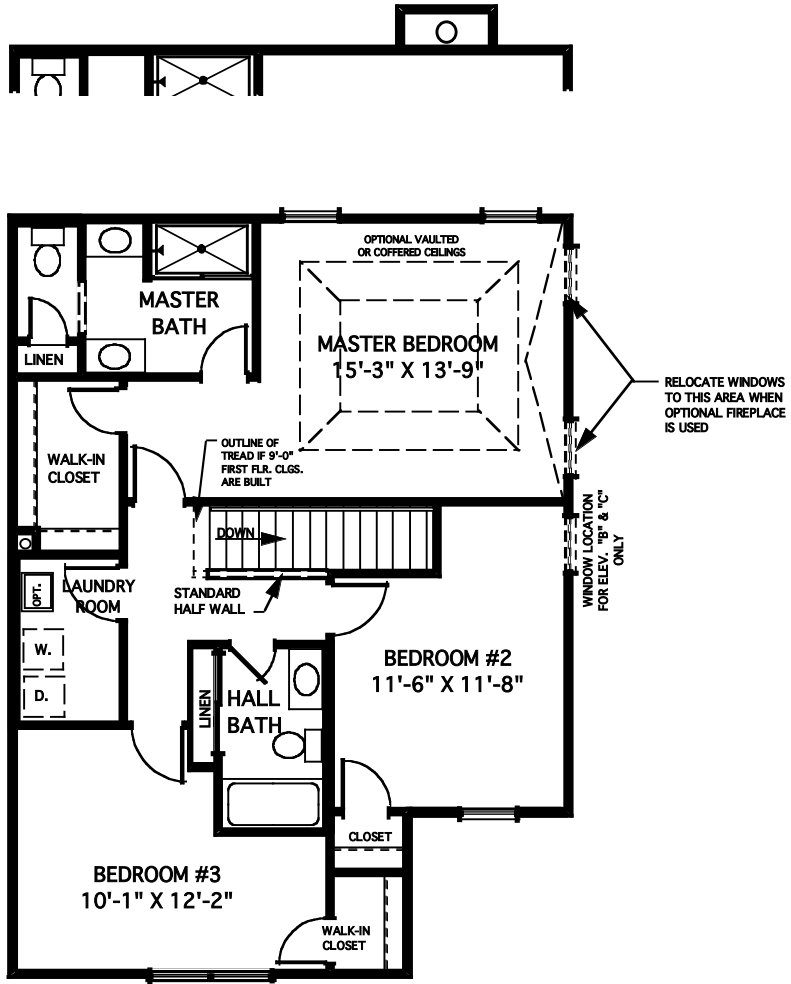 OPTIONAL VAULTED
OR COFFERED CEILINGS
MASTER
BATH
MASTER BEDROOM
15'-3" X 13'-9"
LINEN
RELOCATE WINDOWS
TO THIS AREA WHEN
OPTIONAL FIREPLACE
IS USED
WALK-IN
CLOSET
OUTLINE OF
TREAD IF 9'-0"
FIRST FLR. CLGS.
ARE BUILT
DOWN
WINDOW LOCATION
FOR ELEV. "B" & "C"
ONLY
OPT.
LAUNDRY
ROOM
STANDARD
HALF WALL
W.
D.
BEDROOM #2
11'-6" X 11'-8"
LINEN
HALL
BATH
CLOSET
BEDROOM #3
10'-1" X 12'-2"
WALK-IN
CLOSET